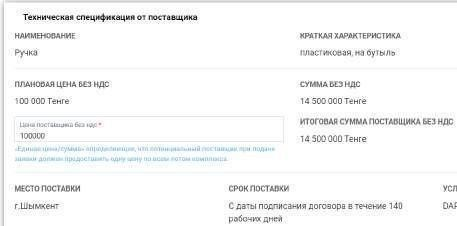 Техническая спецификация от поставщика
НАИМЕНОВАНИЕ
КРАТКАЯ ХАРАКТЕРИСТИКА
Ручка
пластиковая, на бутыль
ПЛАНОВАЯ ЦЕНА БЕЗ НДС
СУММА БЕЗ НДС
100 000 Тенге
14 500 000 Тенге
Цена поставщика без ндс *
100000
ИТОГОВАЯ СУММА ПОСТАВЩИКА БЕЗ НДС
14 500 000 Тенге
«Единая цена/сумма» определяющее, что потенциальный поставщик при подаче
заявки должен предоставить одну цену по всем лотам комплекса.
МЕСТО ПОСТАВКИ
СРОК ПОСТАВКИ
УСЛ
г.Шымкент
С даты подписания договора в течение 140
рабочих дней
DAP